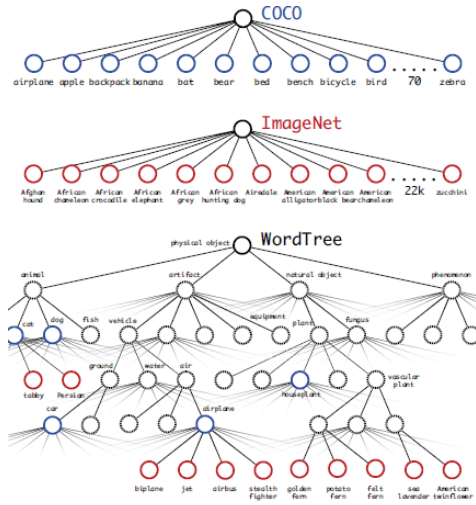 COCO
airplane apple backpack banana bat bear bed bench bicycle bird 70 zebra
ImageNet
Afghan hound African chameleon African crocodile African elephant African grey African hunting dog Airedale American alligator American black bear American chameleon 22k zucchini
WordTree
physical object
animal artifact natural object phenomenon
cat dog fish vehicle equipment plant fungus
ground water air vascular plant
tabby Persian houseplant
car airplane
biplane jet airbus stealth fighter golden fern potato fern felt fern sea lavender American twinflower